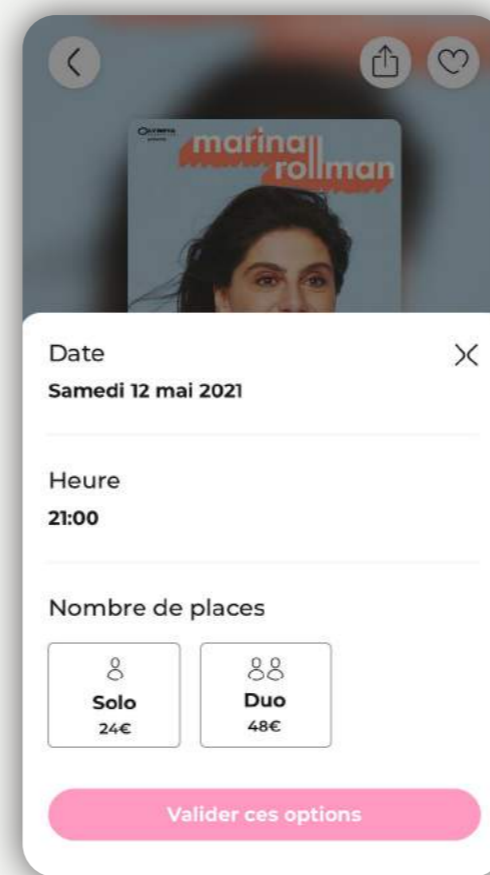 OLYMPIA
marina
rollman
Date
Samedi 12 mai 2021
Heure
21:00
Nombre de places
Solo
Duo
24€
48€
Valider ces options